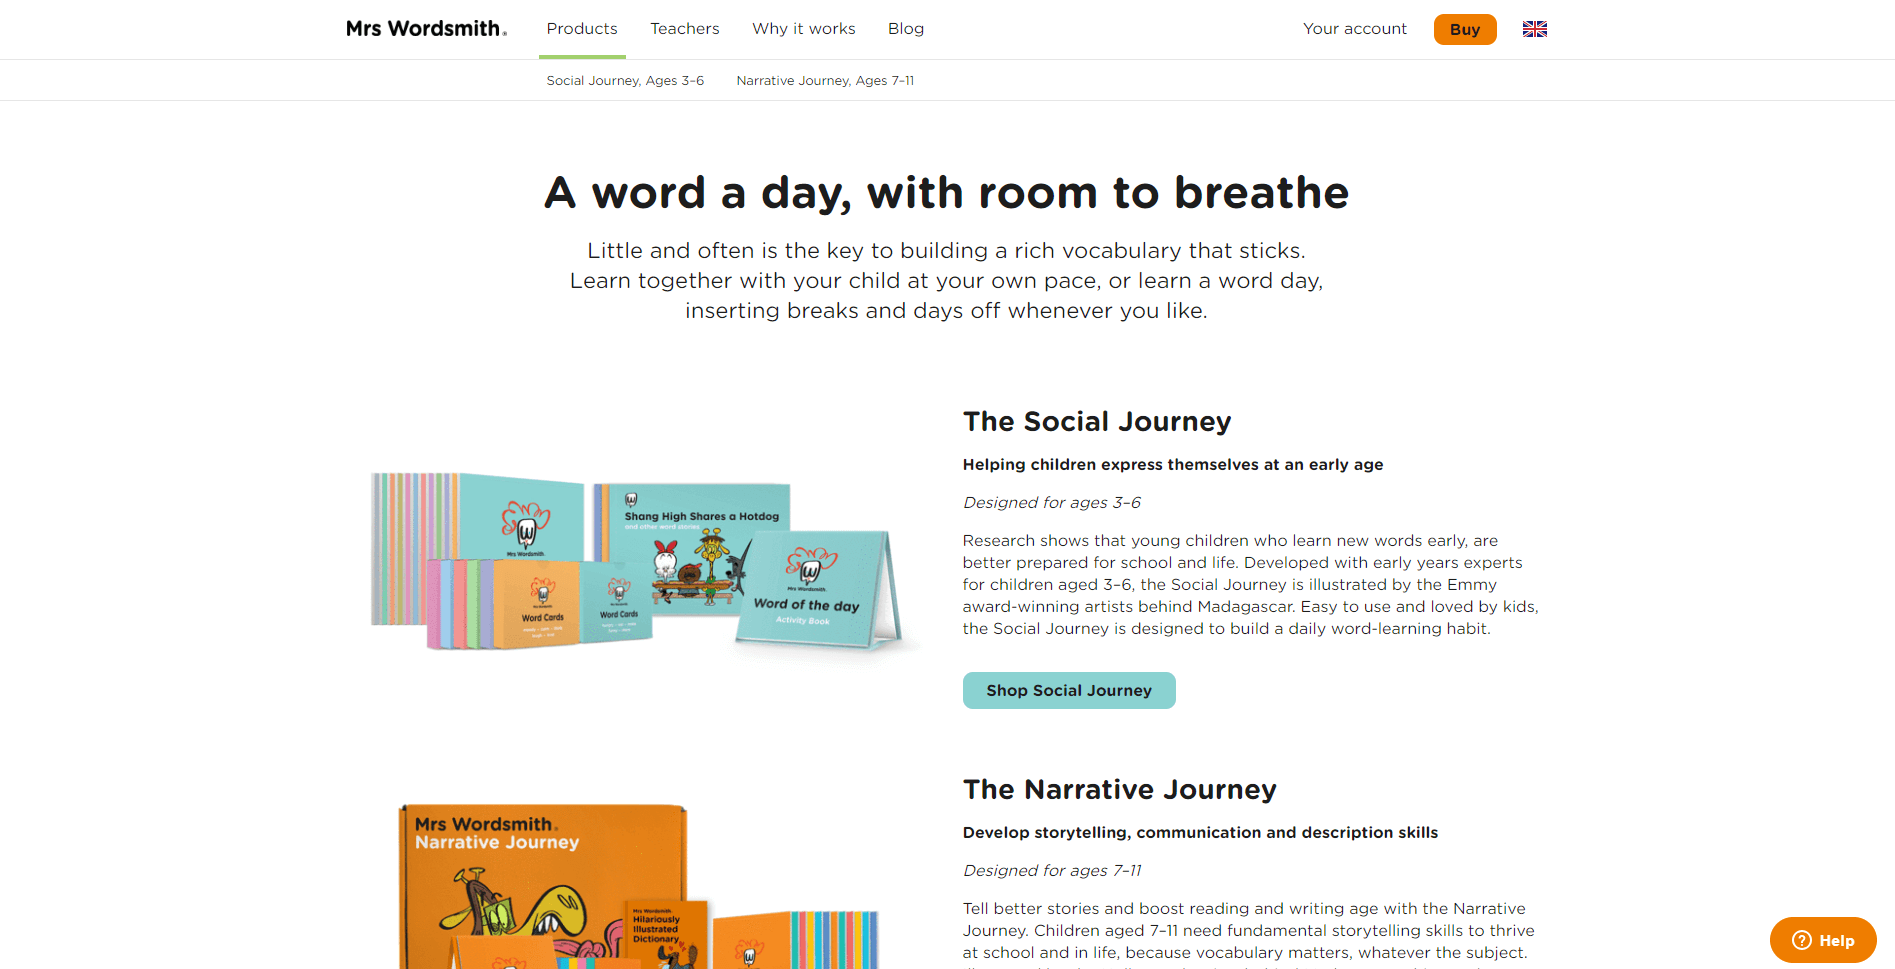 Mrs Wordsmith®
Products
Teachers
Why it works
Blog
Your account
Buy
Social Journey, Ages 3–6
Narrative Journey, Ages 7–11
A word a day, with room to breathe
Little and often is the key to building a rich vocabulary that sticks.
Learn together with your child at your own pace, or learn a word day,
inserting breaks and days off whenever you like.
Mrs Wordsmith.
Word Cards
Mrs Wordsmith
Word Cards
Shang High Shares a Hotdog
and other word stories
Mrs Wordsmith.
Word of the day
Activity Book
The Social Journey
Helping children express themselves at an early age
Designed for ages 3–6
Research shows that young children who learn new words early, are
better prepared for school and life. Developed with early years experts
for children aged 3–6, the Social Journey is illustrated by the Emmy
award-winning artists behind Madagascar. Easy to use and loved by kids,
the Social Journey is designed to build a daily word-learning habit.
Shop Social Journey
Mrs Wordsmith®
Narrative Journey
Mrs Wordsmith.
Hilariously
Illustrated
Dictionary
The Narrative Journey
Develop storytelling, communication and description skills
Designed for ages 7–11
Tell better stories and boost reading and writing age with the Narrative
Journey. Children aged 7–11 need fundamental storytelling skills to thrive
at school and in life, because vocabulary matters, whatever the subject.
Help